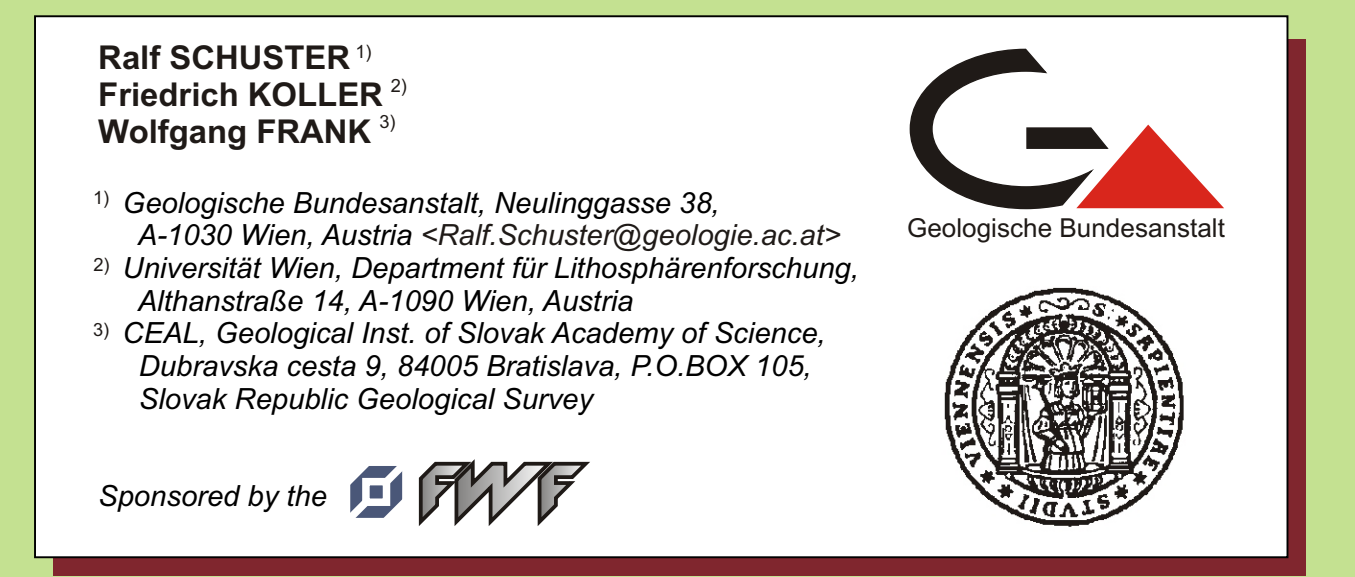 Ralf SCHUSTER 1)
Friedrich KOLLER 2)
Wolfgang FRANK 3)
1) Geologische Bundesanstalt, Neulinggasse 38,
A-1030 Wien, Austria <Ralf.Schuster@geologie.ac.at>
2) Universität Wien, Department für Lithosphärenforschung,
Althanstraße 14, A-1090 Wien, Austria
3) CEAL, Geological Inst. of Slovak Academy of Science,
Dubravska cesta 9, 84005 Bratislava, P.O.BOX 105,
Slovak Republic Geological Survey
Sponsored by the FWF
Geologische Bundesanstalt
S. SAPIENTIAE STVDII VIENNENSIS